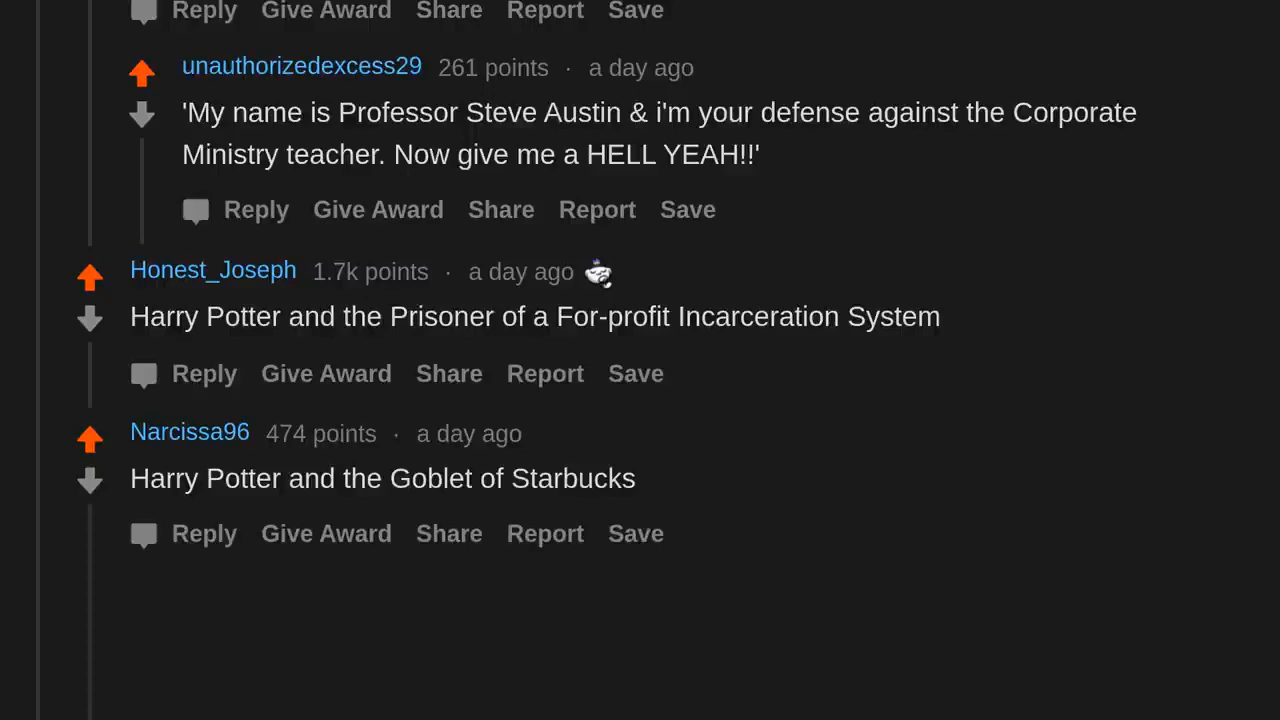 Reply Give Award Share Report Save
unauthorizedexcess29 261 points · a day ago
'My name is Professor Steve Austin & i'm your defense against the Corporate
Ministry teacher. Now give me a HELL YEAH!!'
Reply Give Award Share Report Save
Honest_Joseph 1.7k points · a day ago
Harry Potter and the Prisoner of a For-profit Incarceration System
Reply Give Award Share Report Save
Narcissa96 474 points · a day ago
Harry Potter and the Goblet of Starbucks
Reply Give Award Share Report Save